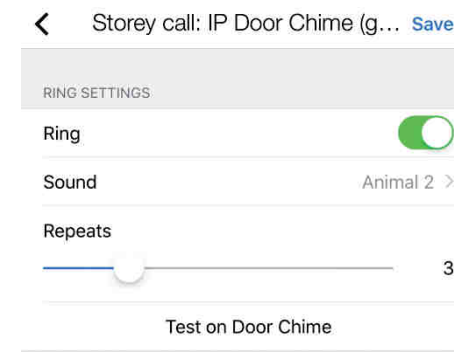 Storey call: IP Door Chime (g... Save
RING SETTINGS
Ring
Sound Animal 2
Repeats
3
Test on Door Chime